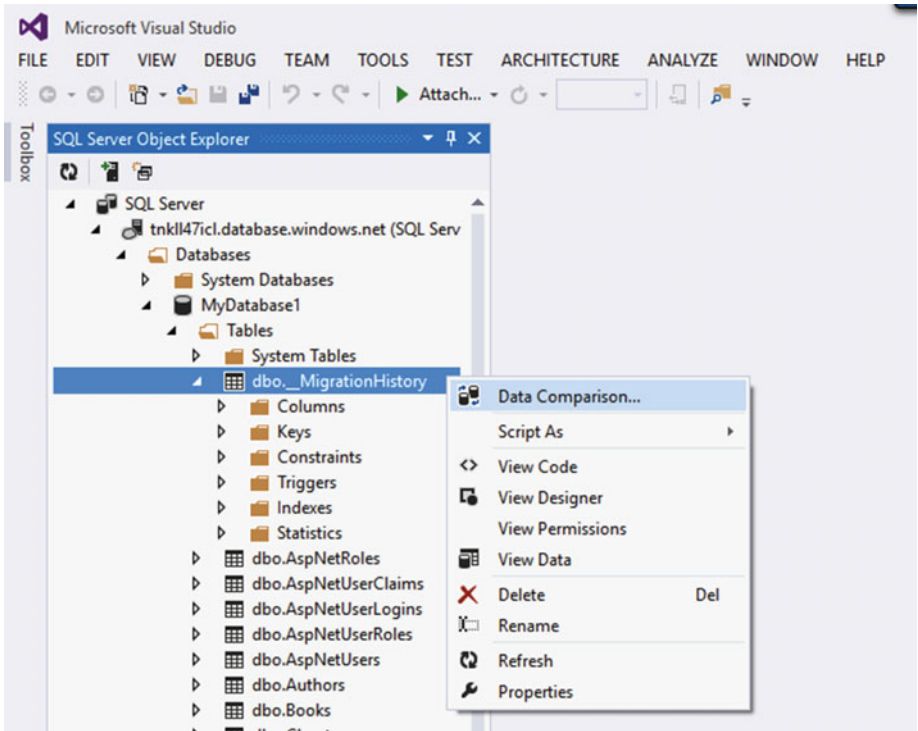 Microsoft Visual Studio
FILE EDIT VIEW DEBUG TEAM TOOLS TEST ARCHITECTURE ANALYZE WINDOW HELP
Attach...
Toolbox
SQL Server Object Explorer
SQL Server
tnkll47icl.database.windows.net (SQL Serv
Databases
System Databases
MyDatabase1
Tables
System Tables
dbo.__MigrationHistory
Columns
Keys
Constraints
Triggers
Indexes
Statistics
dbo.AspNetRoles
dbo.AspNetUserClaims
dbo.AspNetUserLogins
dbo.AspNetUserRoles
dbo.AspNetUsers
dbo.Authors
dbo.Books
Data Comparison...
Script As
View Code
View Designer
View Permissions
View Data
Delete Del
Rename
Refresh
Properties